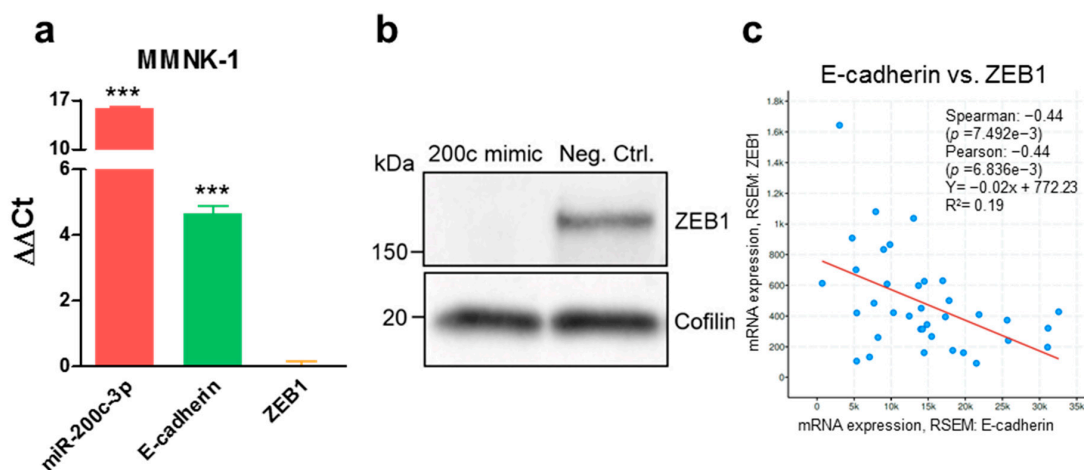 a
MMNK-1
ΔΔCt
17
10
6
4
2
0
***
***
miR-200c-3p
E-cadherin
ZEB1
b
kDa
200c mimic
Neg. Ctrl.
150
ZEB1
20
Cofilin
c
E-cadherin vs. ZEB1
Spearman: −0.44
(p =7.492e−3)
Pearson: −0.44
(p =6.836e−3)
Y= −0.02x + 772.23
R²= 0.19
mRNA expression, RSEM: ZEB1
1.8k
1.6k
1.4k
1.2k
1k
800
600
400
200
0
0 5k 10k 15k 20k 25k 30k 35k
mRNA expression, RSEM: E-cadherin